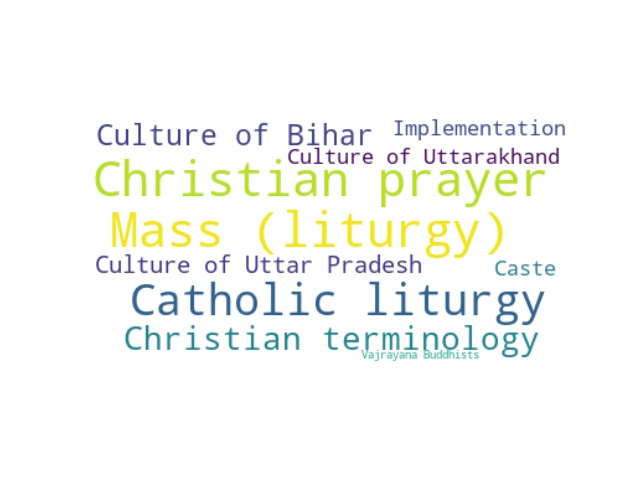 Culture of Bihar
Implementation
Culture of Uttarakhand
Christian prayer
Mass (liturgy)
Culture of Uttar Pradesh
Caste
Catholic liturgy
Christian terminology
Vajrayana Buddhists